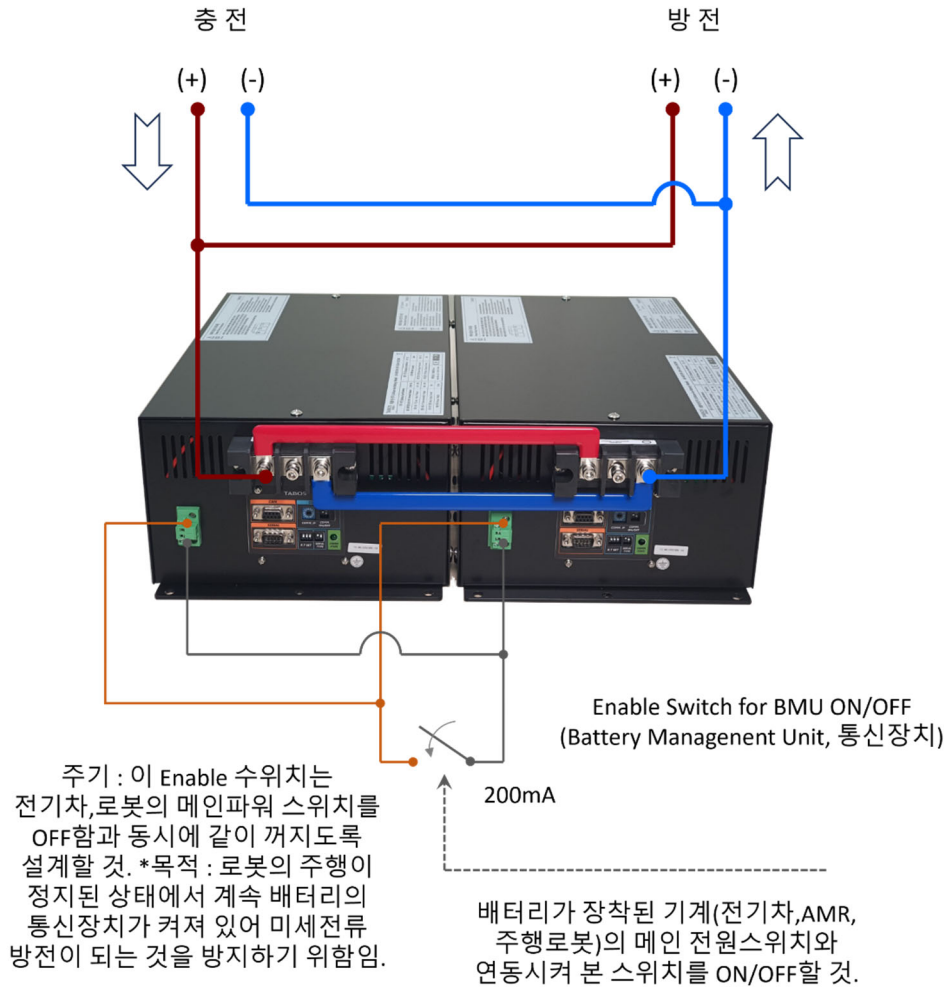 충 전
방 전
(+) (-)
(+) (-)
TABOS
Enable Switch for BMU ON/OFF
(Battery Managenent Unit, 통신장치)
200mA
주기 : 이 Enable 수위치는
전기차,로봇의 메인파워 스위치를
OFF함과 동시에 같이 꺼지도록
설계할 것. *목적 : 로봇의 주행이
정지된 상태에서 계속 배터리의
통신장치가 켜져 있어 미세전류
방전이 되는 것을 방지하기 위함임.
배터리가 장착된 기계(전기차,AMR,
주행로봇)의 메인 전원스위치와
연동시켜 본 스위치를 ON/OFF할 것.